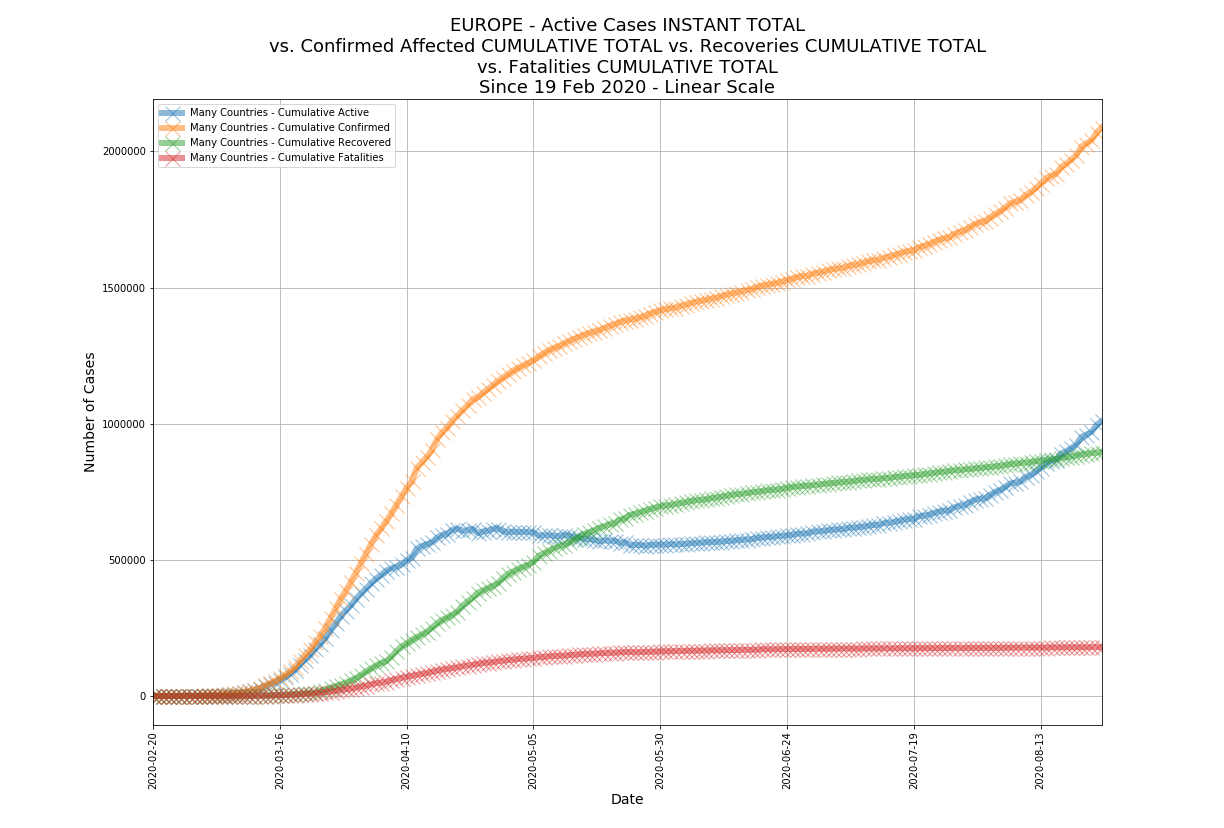 EUROPE - Active Cases INSTANT TOTAL
vs. Confirmed Affected CUMULATIVE TOTAL vs. Recoveries CUMULATIVE TOTAL
vs. Fatalities CUMULATIVE TOTAL
Since 19 Feb 2020 - Linear Scale
Many Countries - Cumulative Active
Many Countries - Cumulative Confirmed
Many Countries - Cumulative Recovered
Many Countries - Cumulative Fatalities
Number of Cases
2000000
1500000
1000000
500000
0
2020-02-20
2020-03-16
2020-04-10
2020-05-05
2020-05-30
2020-06-24
2020-07-19
2020-08-13
Date